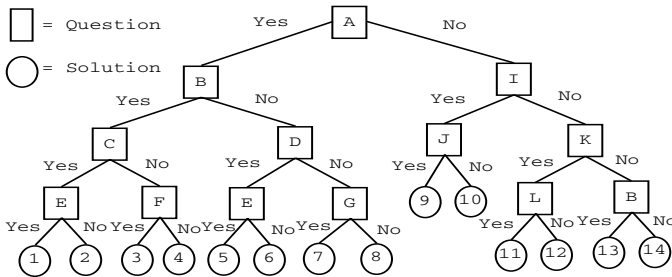 = Question
= Solution
A
Yes No
B I
Yes No Yes No
C D J K
Yes No Yes No Yes No Yes No
E F E G 9 10 L B
Yes No Yes No Yes No Yes No Yes No Yes No
1 2 3 4 5 6 7 8 11 12 13 14